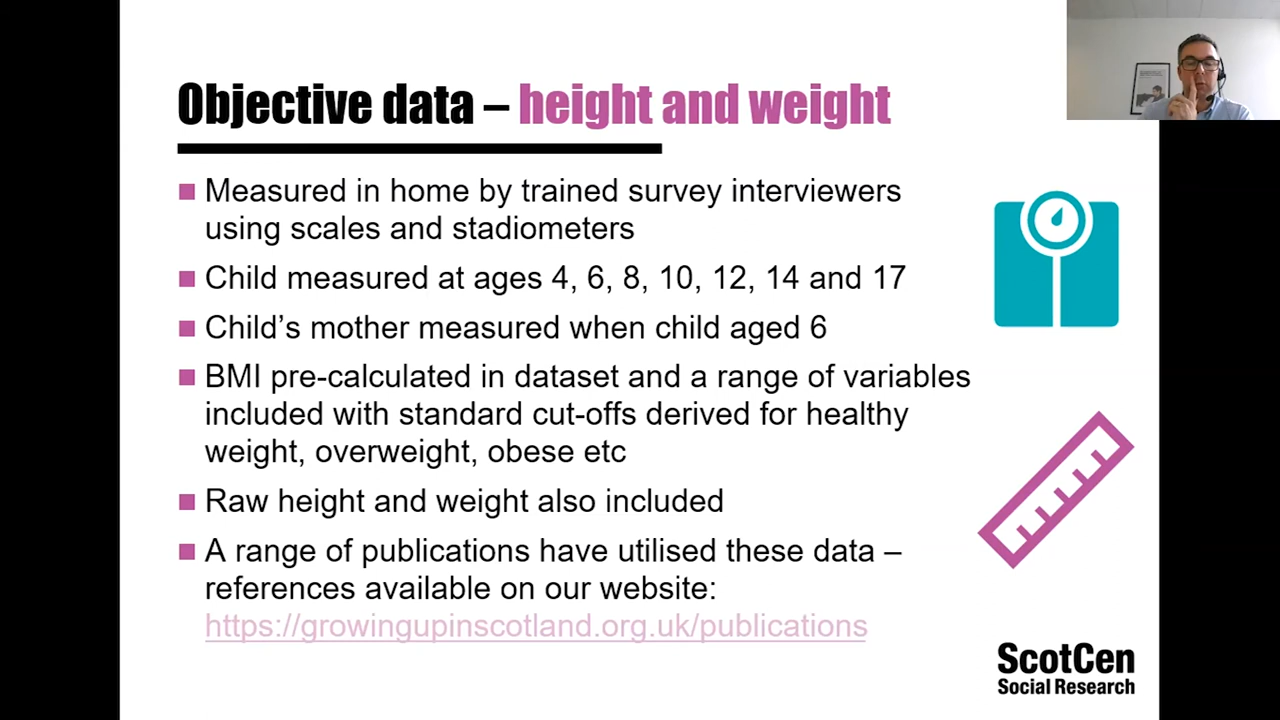 Objective data – height and weight
Measured in home by trained survey interviewers
using scales and stadiometers
Child measured at ages 4, 6, 8, 10, 12, 14 and 17
Child's mother measured when child aged 6
BMI pre-calculated in dataset and a range of variables
included with standard cut-offs derived for healthy
weight, overweight, obese etc
Raw height and weight also included
A range of publications have utilised these data –
references available on our website:
https://growingupinscotland.org.uk/publications
ScotCen
Social Research